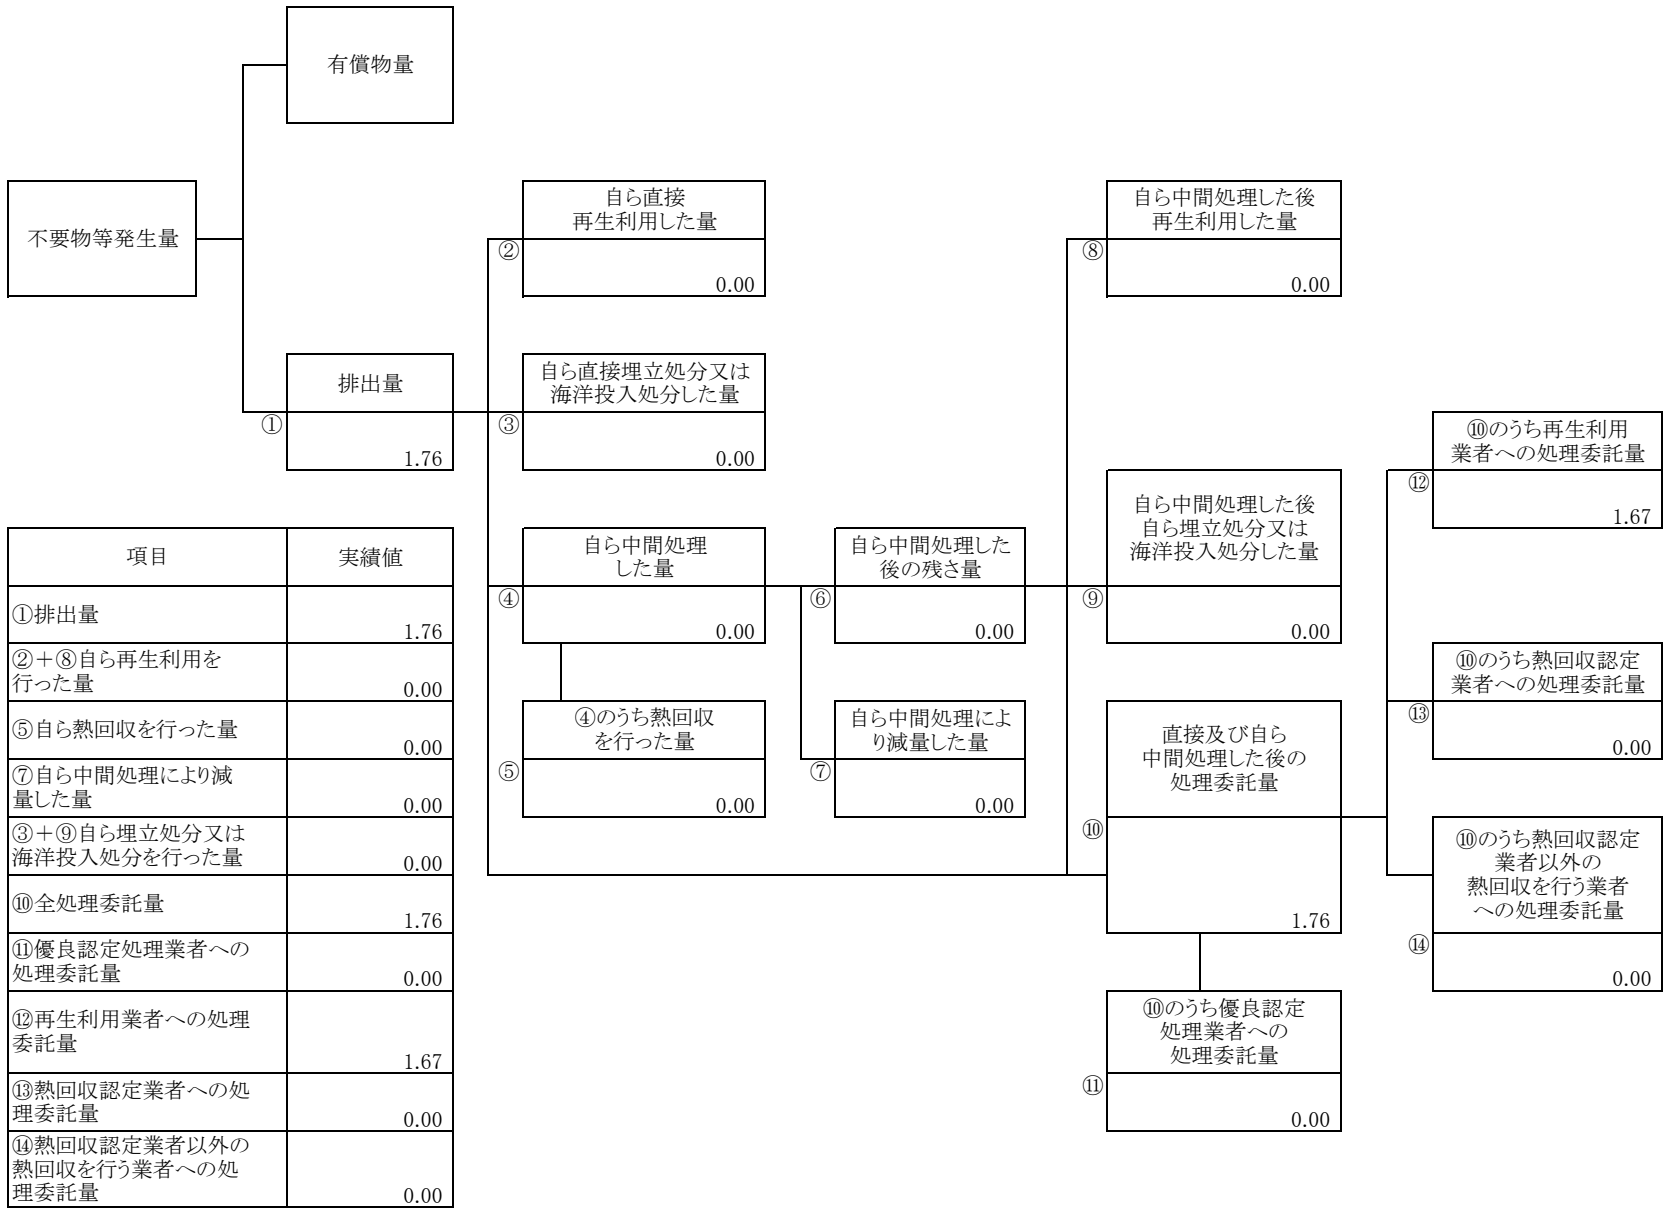 有償物量
不要物等発生量
自ら直接
再生利用した量
②
0.00
自ら中間処理した後
再生利用した量
⑧
0.00
排出量
①
1.76
自ら直接埋立処分又は
海洋投入処分した量
③
0.00
⑩のうち再生利用
業者への処理委託量
⑫
1.67
自ら中間処理
した量
④
0.00
自ら中間処理した
後の残さ量
⑥
0.00
自ら中間処理した後
自ら埋立処分又は
海洋投入処分した量
⑨
0.00
④のうち熱回収
を行った量
⑤
0.00
自ら中間処理によ
り減量した量
⑦
0.00
直接及び自ら
中間処理した後の
処理委託量
⑩
1.76
⑩のうち熱回収認定
業者への処理委託量
⑬
0.00
⑩のうち熱回収認定
業者以外の
熱回収を行う業者
への処理委託量
⑭
0.00
⑩のうち優良認定
処理業者への
処理委託量
⑪
0.00
項目 実績値
①排出量 1.76
②+⑧自ら再生利用を
行った量 0.00
⑤自ら熱回収を行った量 0.00
⑦自ら中間処理により減
量した量 0.00
③+⑨自ら埋立処分又は
海洋投入処分を行った量 0.00
⑩全処理委託量 1.76
⑪優良認定処理業者への
処理委託量 0.00
⑫再生利用業者への処理
委託量 1.67
⑬熱回収認定業者への処
理委託量 0.00
⑭熱回収認定業者以外の
熱回収を行う業者への処
理委託量 0.00